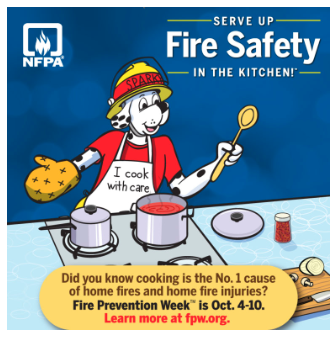 SERVE UP
Fire Safety
IN THE KITCHEN!™
NFPA®
SPARKY
I cook
with care
Did you know cooking is the No. 1 cause
of home fires and home fire injuries?
Fire Prevention Week™ is Oct. 4-10.
Learn more at fpw.org.